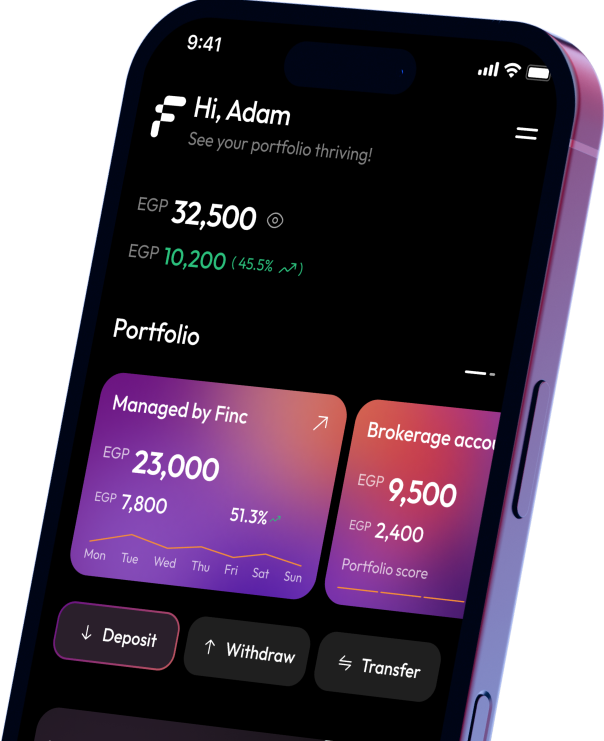 9:41
Hi, Adam
See your portfolio thriving!
EGP 32,500
EGP 10,200 (45.5% )
Portfolio
Managed by Finc
EGP 23,000
EGP 7,800 51.3%
Mon Tue Wed Thu Fri Sat Sun
Brokerage accou
EGP 9,500
EGP 2,400
Portfolio score
Deposit Withdraw Transfer